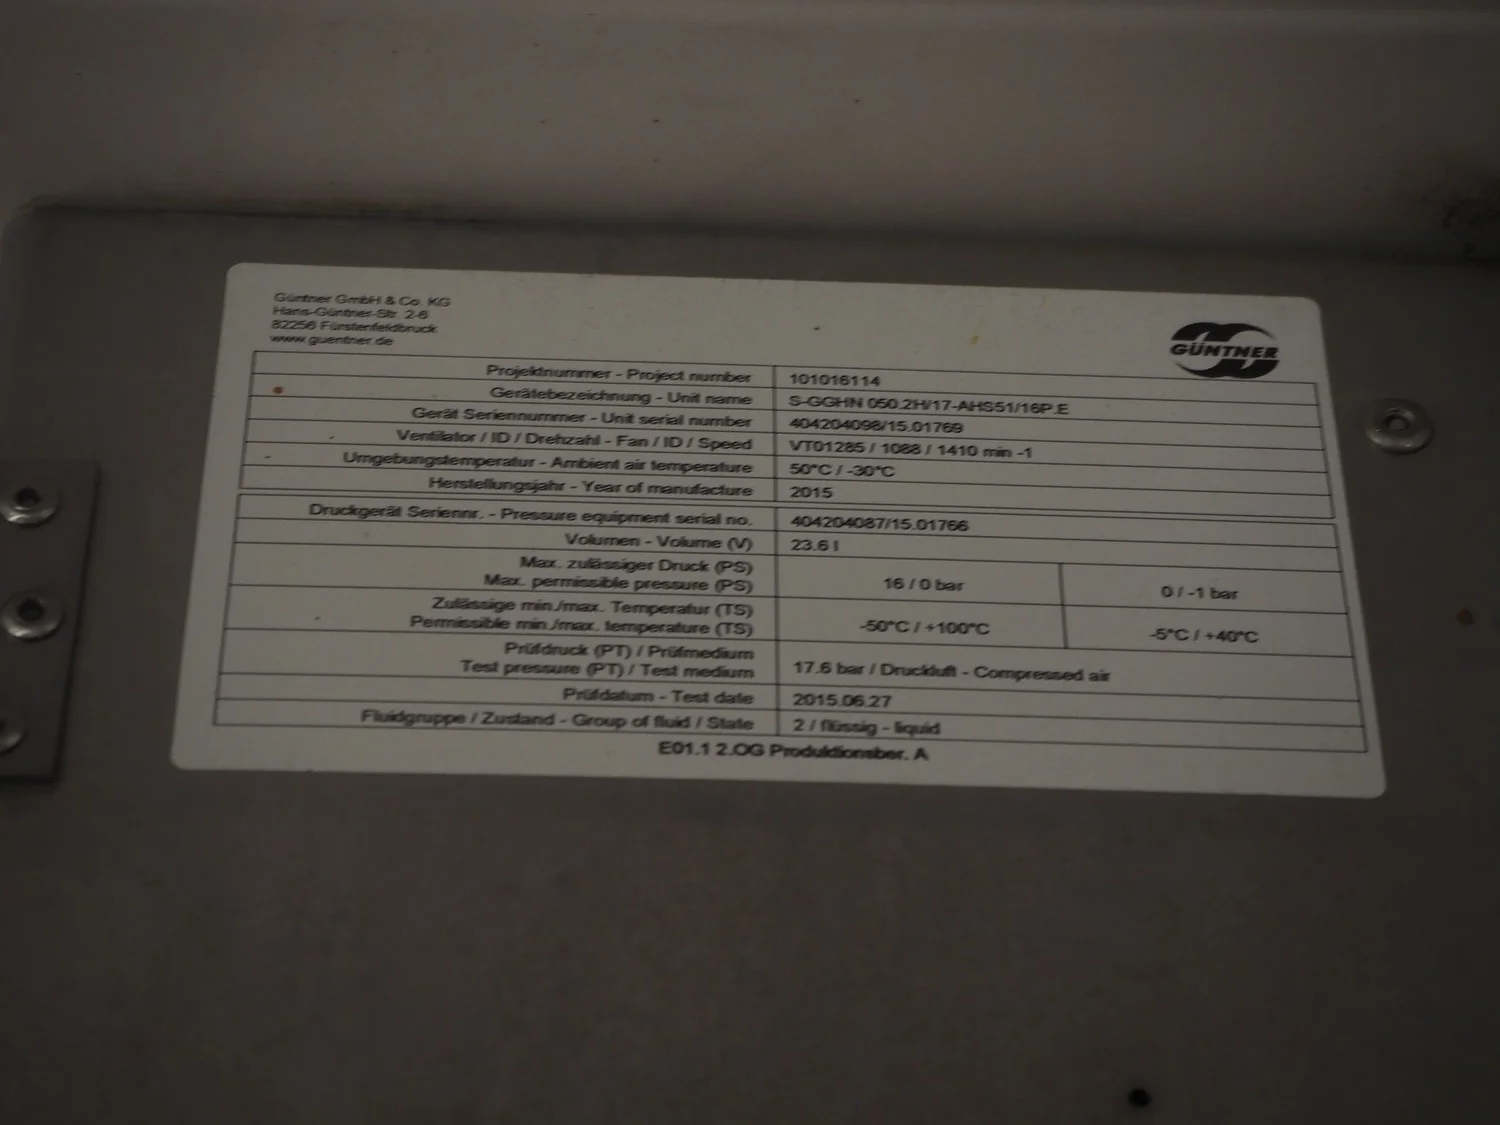 Güntner GmbH & Co. KG
Hans-Güntner-Str. 2-6
82256 Fürstenfeldbruck
www.guentner.de
GÜNTNER
Projektnummer - Project number 101016114
Gerätebezeichnung - Unit name S-GGHN 050.2H/17-AHS51/16P.E
Gerät Seriennummer - Unit serial number 404204098/15.01769
Ventilator / ID / Drehzahl - Fan / ID / Speed VT01285 / 1088 / 1410 min -1
Umgebungstemperatur - Ambient air temperature 50°C / -30°C
Herstellungsjahr - Year of manufacture 2015
Druckgerät Seriennr. - Pressure equipment serial no. 404204087/15.01766
Volumen - Volume (V) 23.6 l
Max. zulässiger Druck (PS)
Max. permissible pressure (PS) 16 / 0 bar 0 / -1 bar
Zulässige min./max. Temperatur (TS)
Permissible min./max. temperature (TS) -50°C / +100°C -5°C / +40°C
Prüfdruck (PT) / Prüfmedium
Test pressure (PT) / Test medium 17.6 bar / Druckluft - Compressed air
Prüfdatum - Test date 2015.06.27
Fluidgruppe / Zustand - Group of fluid / State 2 / flüssig - liquid
E01.1 2.OG Produktionsber. A